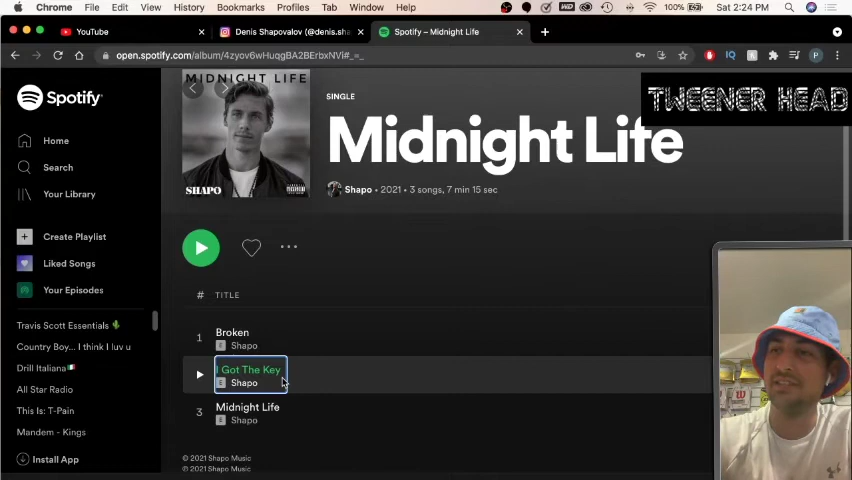 Chrome File Edit View History Bookmarks Profiles Tab Window Help 100% Sat 2:24 PM
YouTube Denis Shapovalov (@denis.sha Spotify – Midnight Life
open.spotify.com/album/4zyov6wHuqgBA2BErbxNVi#_=_
TWEENER HEAD
Spotify
Home
Search
Your Library
Create Playlist
Liked Songs
Your Episodes
Travis Scott Essentials
Country Boy... I think I luv u
Drill Italiana
All Star Radio
This Is: T-Pain
Mandem - Kings
Install App
MIDNIGHT LIFE
SHAPO
SINGLE
Midnight Life
Shapo • 2021 • 3 songs, 7 min 15 sec
# TITLE
1 Broken
E Shapo
I Got The Key
E Shapo
3 Midnight Life
E Shapo
© 2021 Shapo Music
℗ 2021 Shapo Music